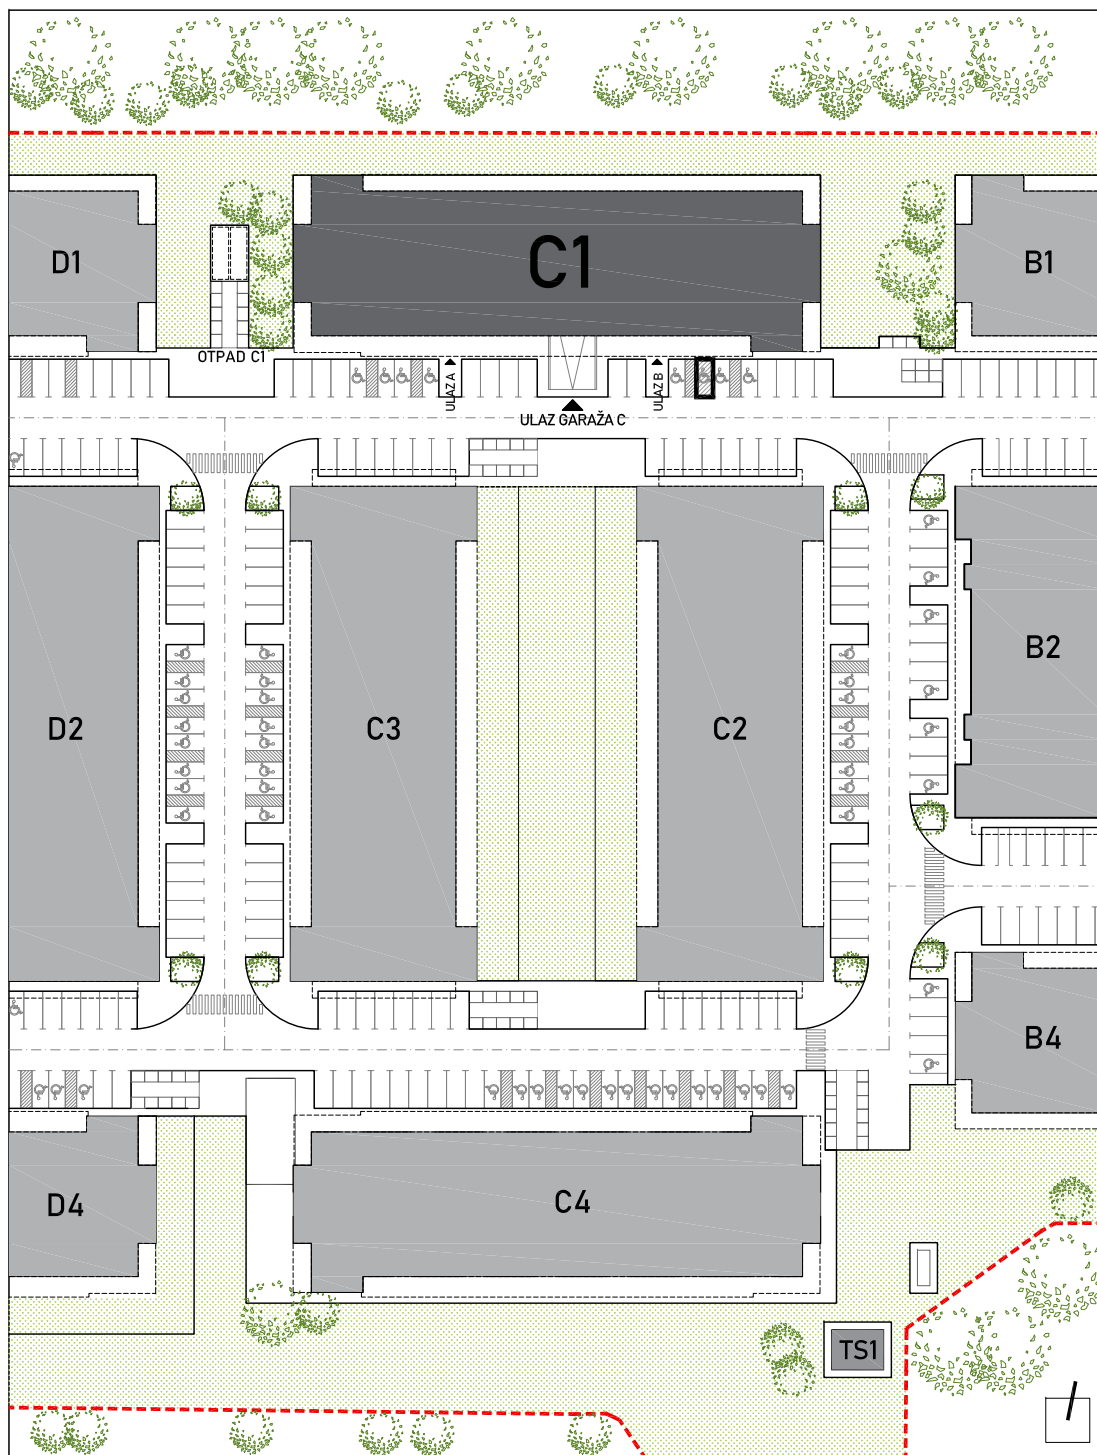 D1
C1
B1
OTPAD C1
ULAZ A
ULAZ B
ULAZ GARAŽA C
D2
C3
C2
B2
B4
D4
C4
TS1